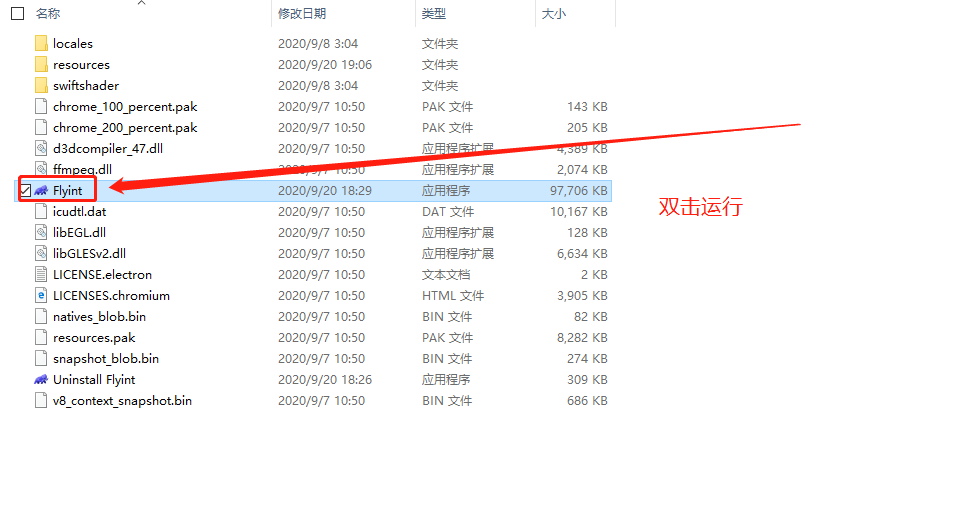 名称 修改日期 类型 大小
locales 2020/9/8 3:04 文件夹
resources 2020/9/20 19:06 文件夹
swiftshader 2020/9/8 3:04 文件夹
chrome_100_percent.pak 2020/9/7 10:50 PAK 文件 143 KB
chrome_200_percent.pak 2020/9/7 10:50 PAK 文件 205 KB
d3dcompiler_47.dll 2020/9/7 10:50 应用程序扩展 4,389 KB
ffmpeg.dll 2020/9/7 10:50 应用程序扩展 2,074 KB
Flyint 2020/9/20 18:29 应用程序 97,706 KB
双击运行
icudtl.dat 2020/9/7 10:50 DAT 文件 10,167 KB
libEGL.dll 2020/9/7 10:50 应用程序扩展 128 KB
libGLESv2.dll 2020/9/7 10:50 应用程序扩展 6,634 KB
LICENSE.electron 2020/9/7 10:50 文本文档 2 KB
LICENSES.chromium 2020/9/7 10:50 HTML 文件 3,905 KB
natives_blob.bin 2020/9/7 10:50 BIN 文件 82 KB
resources.pak 2020/9/7 10:50 PAK 文件 8,282 KB
snapshot_blob.bin 2020/9/7 10:50 BIN 文件 274 KB
Uninstall Flyint 2020/9/20 18:26 应用程序 309 KB
v8_context_snapshot.bin 2020/9/7 10:50 BIN 文件 686 KB